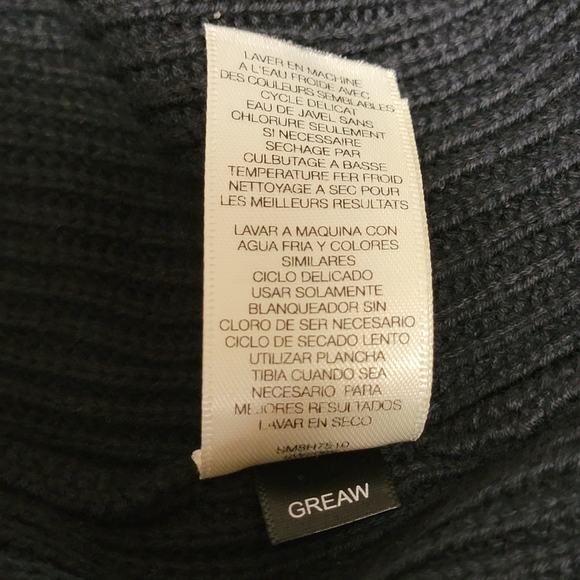 LAVER EN MACHINE
A L'EAU FROIDE AVEC
DES COULEURS SEMBLABLES
CYCLE DELICAT
EAU DE JAVEL SANS
CHLORURE SEULEMENT
SI NECESSAIRE
SECHAGE PAR
CULBUTAGE A BASSE
TEMPERATURE FER FROID
NETTOYAGE A SEC POUR
LES MEILLEURS RESULTATS
LAVAR A MAQUINA CON
AGUA FRIA Y COLORES
SIMILARES
CICLO DELICADO
USAR SOLAMENTE
BLANQUEADOR SIN
CLORO DE SER NECESARIO
CICLO DE SECADO LENTO
UTILIZAR PLANCHA
TIBIA CUANDO SEA
NECESARIO PARA
MEJORES RESULTADOS
LAVAR EN SECO
GREAW